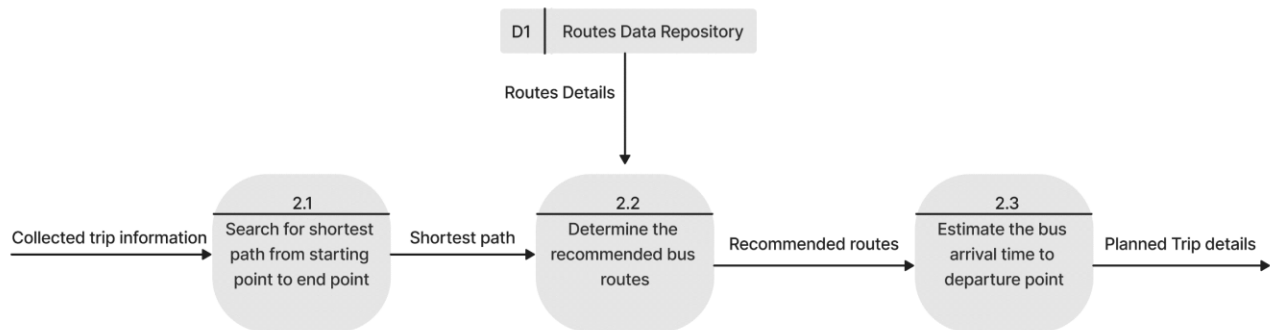 D1 Routes Data Repository
Routes Details
Collected trip information
2.1
Search for shortest
path from starting
point to end point
Shortest path
2.2
Determine the
recommended bus
routes
Recommended routes
2.3
Estimate the bus
arrival time to
departure point
Planned Trip details